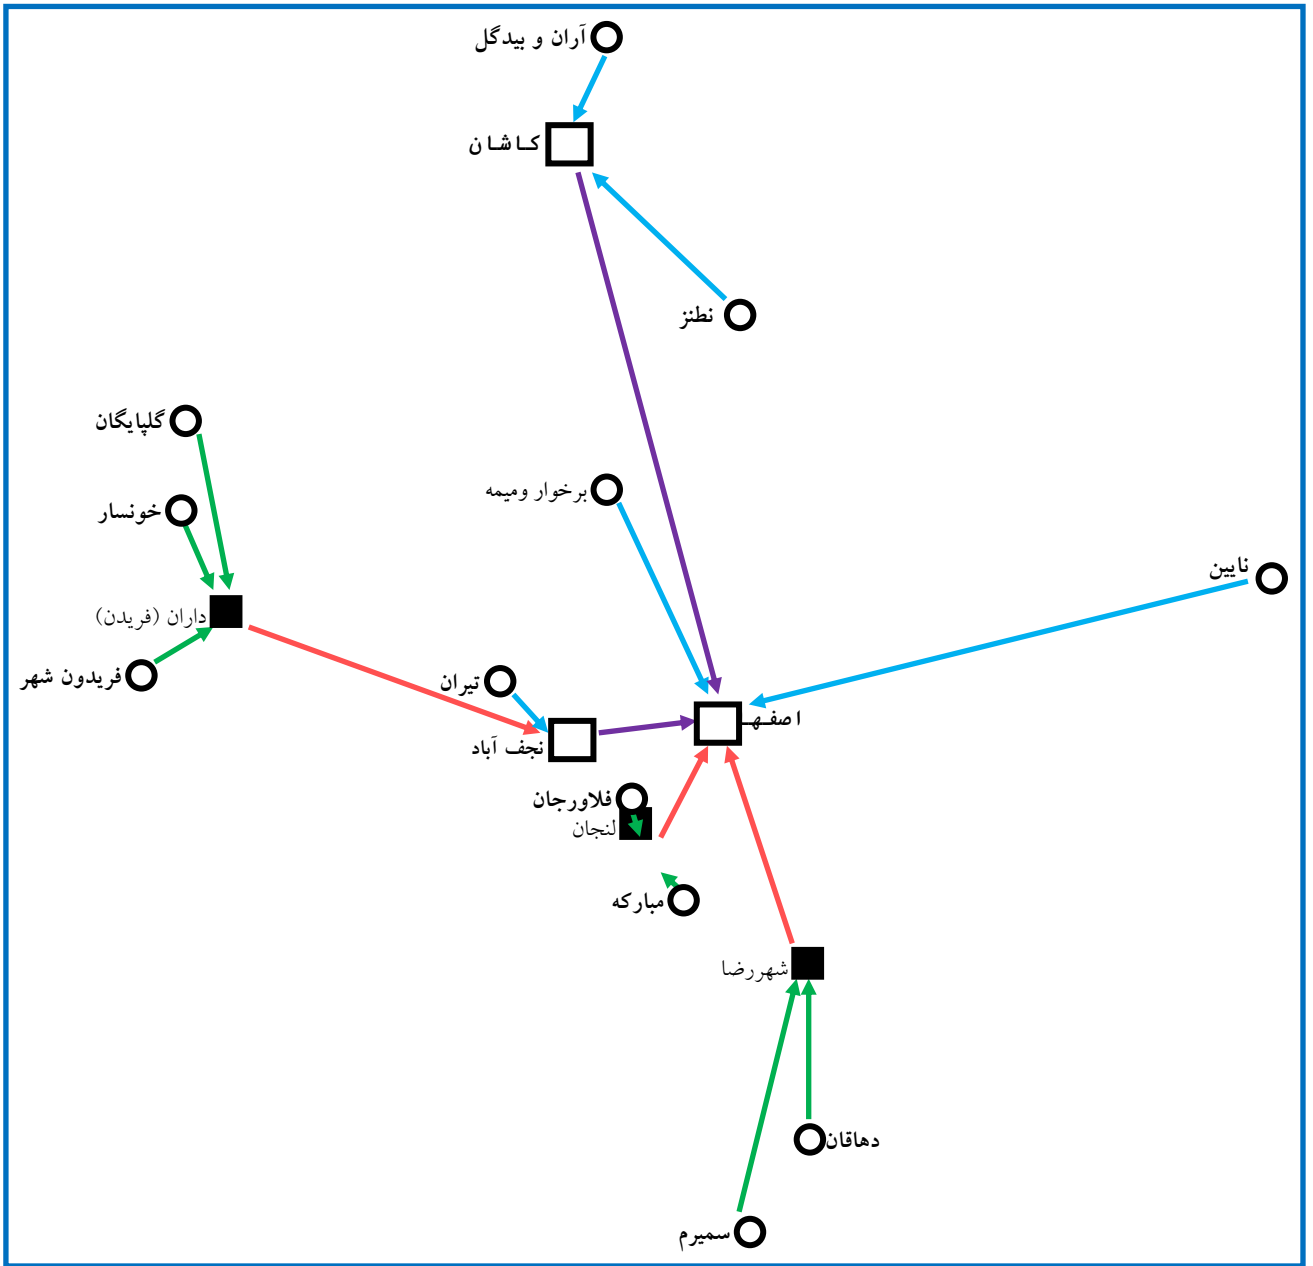 آران و بیدگل
کاشان
نطنز
گلپایگان
برخوار ومیمه
خونسار
نایین
داران (فریدن)
فریدون شهر
تیران
اصفهـ
نجف آباد
فلاورجان
لنجان
مبارکه
شهررضا
دهاقان
سمیرم